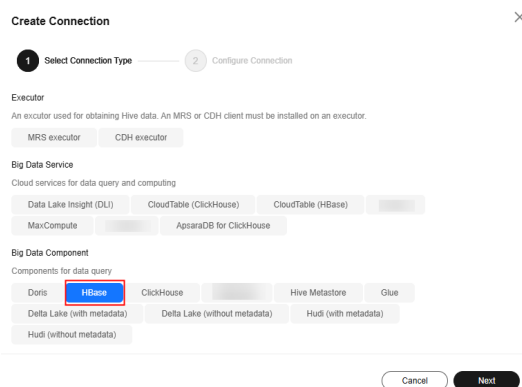 Create Connection
1 Select Connection Type 2 Configure Connection
Executor
An excutor used for obtaining Hive data. An MRS or CDH client must be installed on an executor.
MRS executor CDH executor
Big Data Service
Cloud services for data query and computing
Data Lake Insight (DLI) CloudTable (ClickHouse) CloudTable (HBase)
MaxCompute ApsaraDB for ClickHouse
Big Data Component
Components for data query
Doris HBase ClickHouse Hive Metastore Glue
Delta Lake (with metadata) Delta Lake (without metadata) Hudi (with metadata)
Hudi (without metadata)
Cancel Next